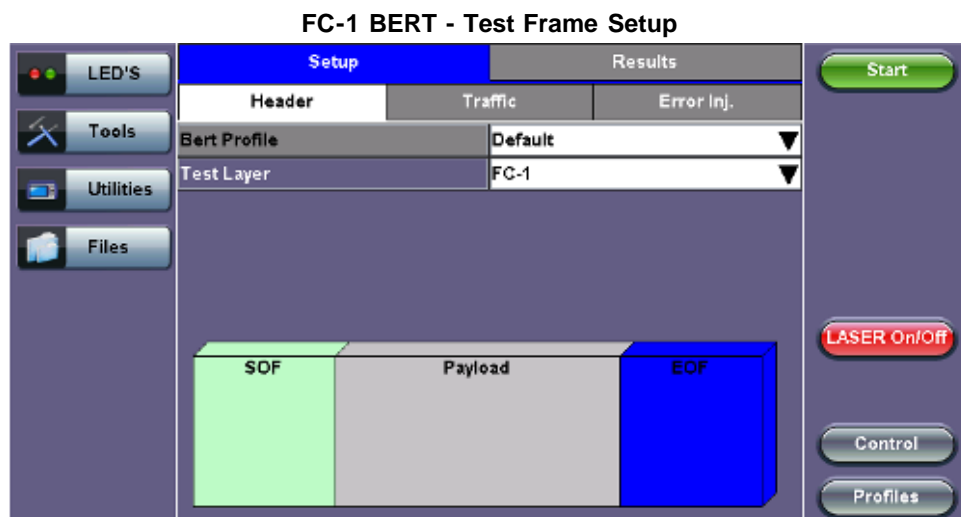 FC-1 BERT - Test Frame Setup
LED'S
Tools
Utilities
Files
Setup
Results
Header
Traffic
Error Inj.
Bert Profile
Default
Test Layer
FC-1
SOF
Payload
EOF
Start
LASER On/Off
Control
Profiles